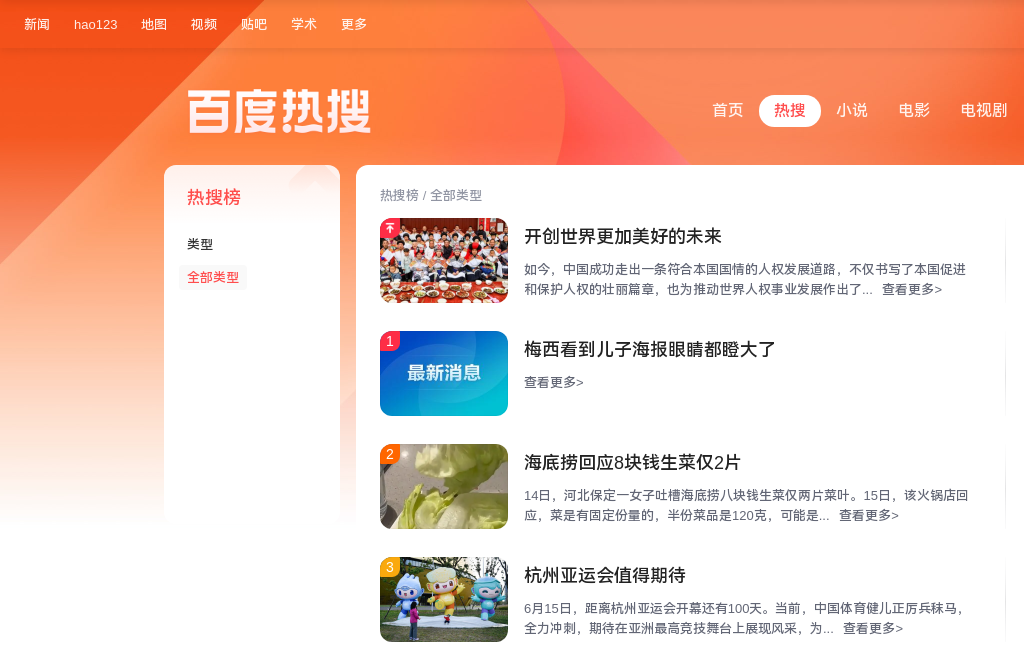 新闻 hao123 地图 视频 贴吧 学术 更多
百度热搜
首页 热搜 小说 电影 电视剧
热搜榜
类型
全部类型
热搜榜 / 全部类型
开创世界更加美好的未来
如今，中国成功走出一条符合本国国情的人权发展道路，不仅书写了本国促进
和保护人权的壮丽篇章，也为推动世界人权事业发展作出了... 查看更多>
1
最新消息
梅西看到儿子海报眼睛都瞪大了
查看更多>
2
海底捞回应8块钱生菜仅2片
14日，河北保定一女子吐槽海底捞八块钱生菜仅两片菜叶。15日，该火锅店回
应，菜是有固定份量的，半份菜品是120克，可能是... 查看更多>
3
杭州亚运会值得期待
6月15日，距离杭州亚运会开幕还有100天。当前，中国体育健儿正厉兵秣马，
全力冲刺，期待在亚洲最高竞技舞台上展现风采，为... 查看更多>